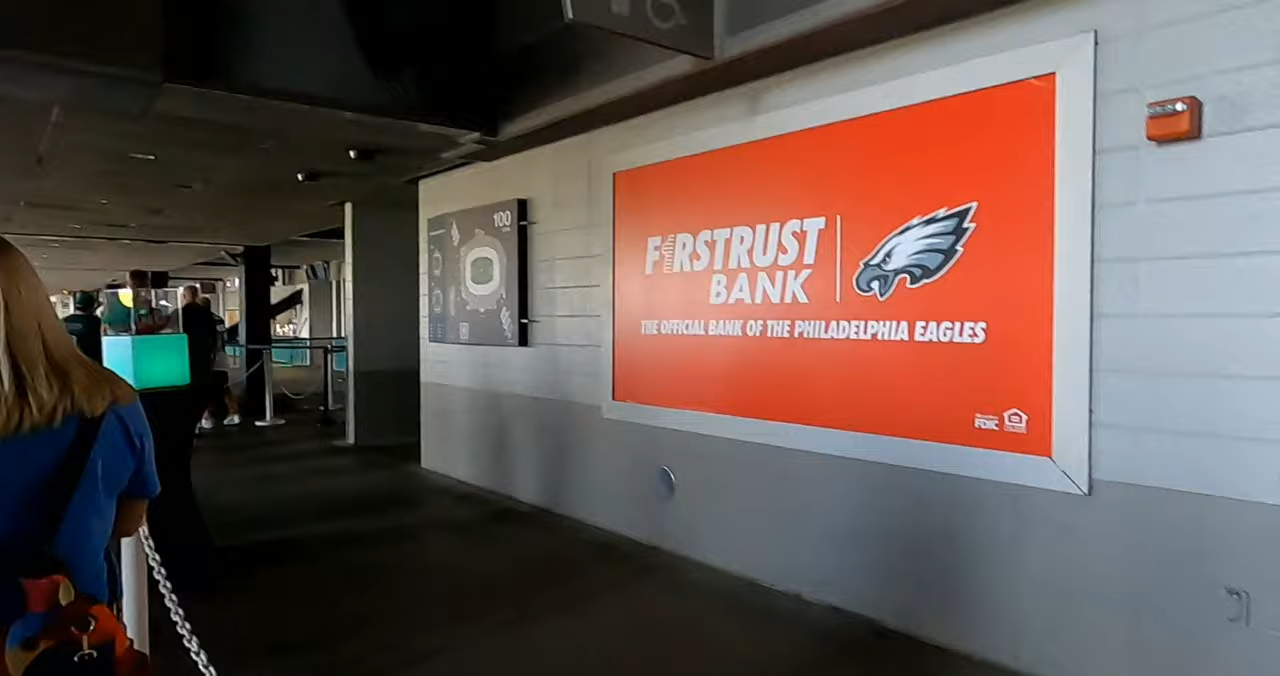 100
FIRSTRUST
BANK
THE OFFICIAL BANK OF THE PHILADELPHIA EAGLES
FDIC